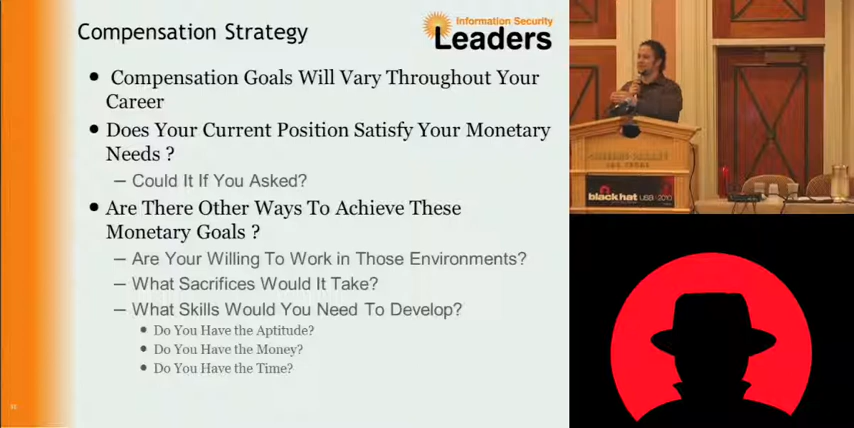 Compensation Strategy
Information Security
Leaders
• Compensation Goals Will Vary Throughout Your
Career
• Does Your Current Position Satisfy Your Monetary
Needs ?
– Could It If You Asked?
• Are There Other Ways To Achieve These
Monetary Goals ?
– Are Your Willing To Work in Those Environments?
– What Sacrifices Would It Take?
– What Skills Would You Need To Develop?
• Do You Have the Aptitude?
• Do You Have the Money?
• Do You Have the Time?
black hat USA + 2010